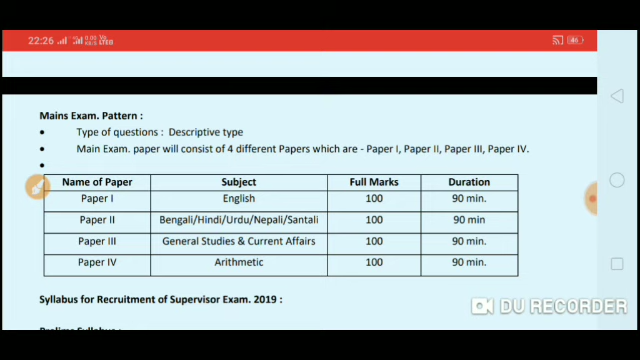 22:26
46
Mains Exam. Pattern :
• Type of questions : Descriptive type
• Main Exam. paper will consist of 4 different Papers which are - Paper I, Paper II, Paper III, Paper IV.
•
Name of Paper Subject Full Marks Duration
Paper I English 100 90 min.
Paper II Bengali/Hindi/Urdu/Nepali/Santali 100 90 min
Paper III General Studies & Current Affairs 100 90 min.
Paper IV Arithmetic 100 90 min.
Syllabus for Recruitment of Supervisor Exam. 2019 :
DU RECORDER
Prelims Syllabus :